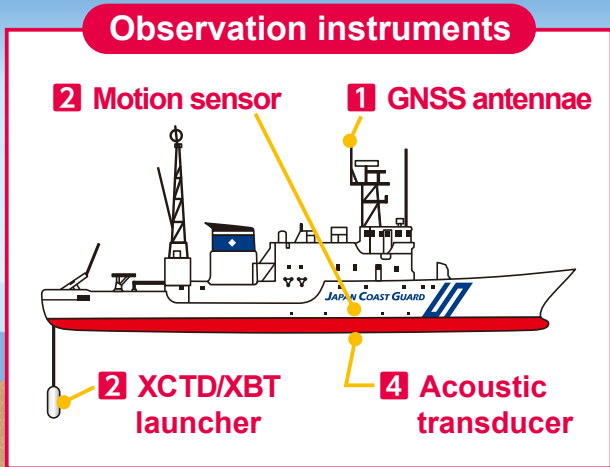 Observation instruments
2 Motion sensor
1 GNSS antennae
JAPAN COAST GUARD
2 XCTD/XBT
launcher
4 Acoustic
transducer